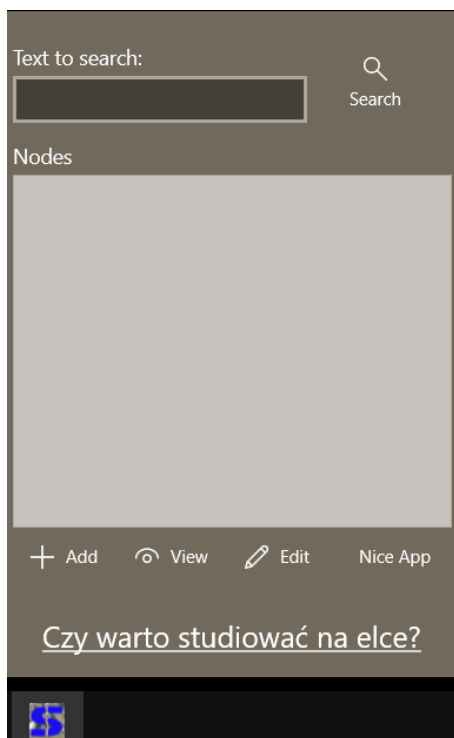 Text to search:
Search
Nodes
Add View Edit Nice App
Czy warto studiować na elce?
S